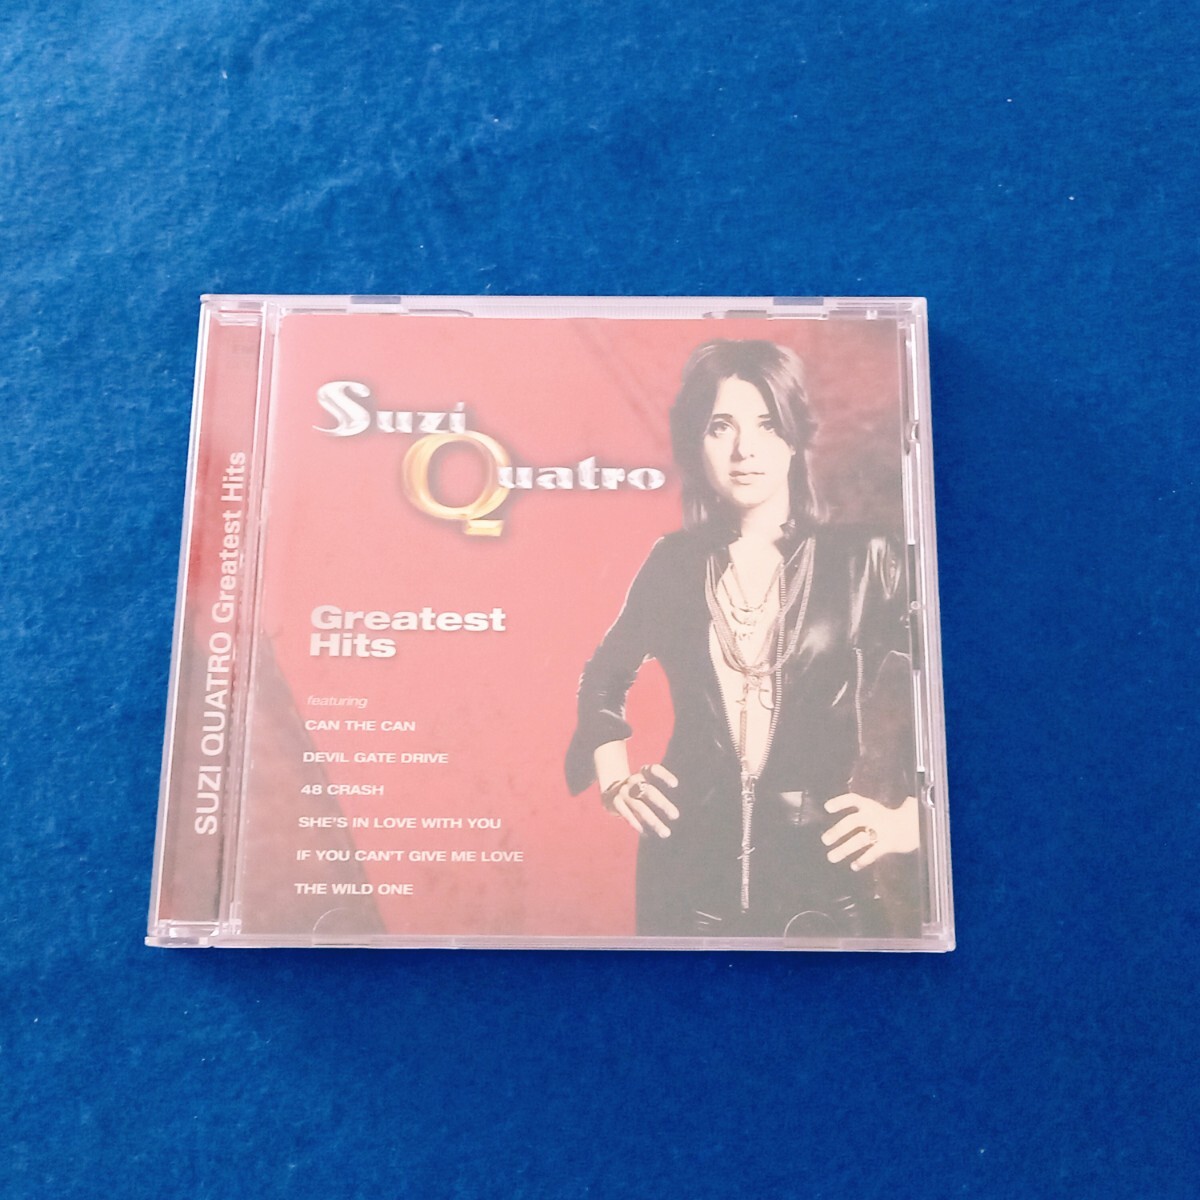 SUZI QUATRO Greatest Hits
Suzi
Quatro
Greatest
Hits
featuring
CAN THE CAN
DEVIL GATE DRIVE
48 CRASH
SHE'S IN LOVE WITH YOU
IF YOU CAN'T GIVE ME LOVE
THE WILD ONE